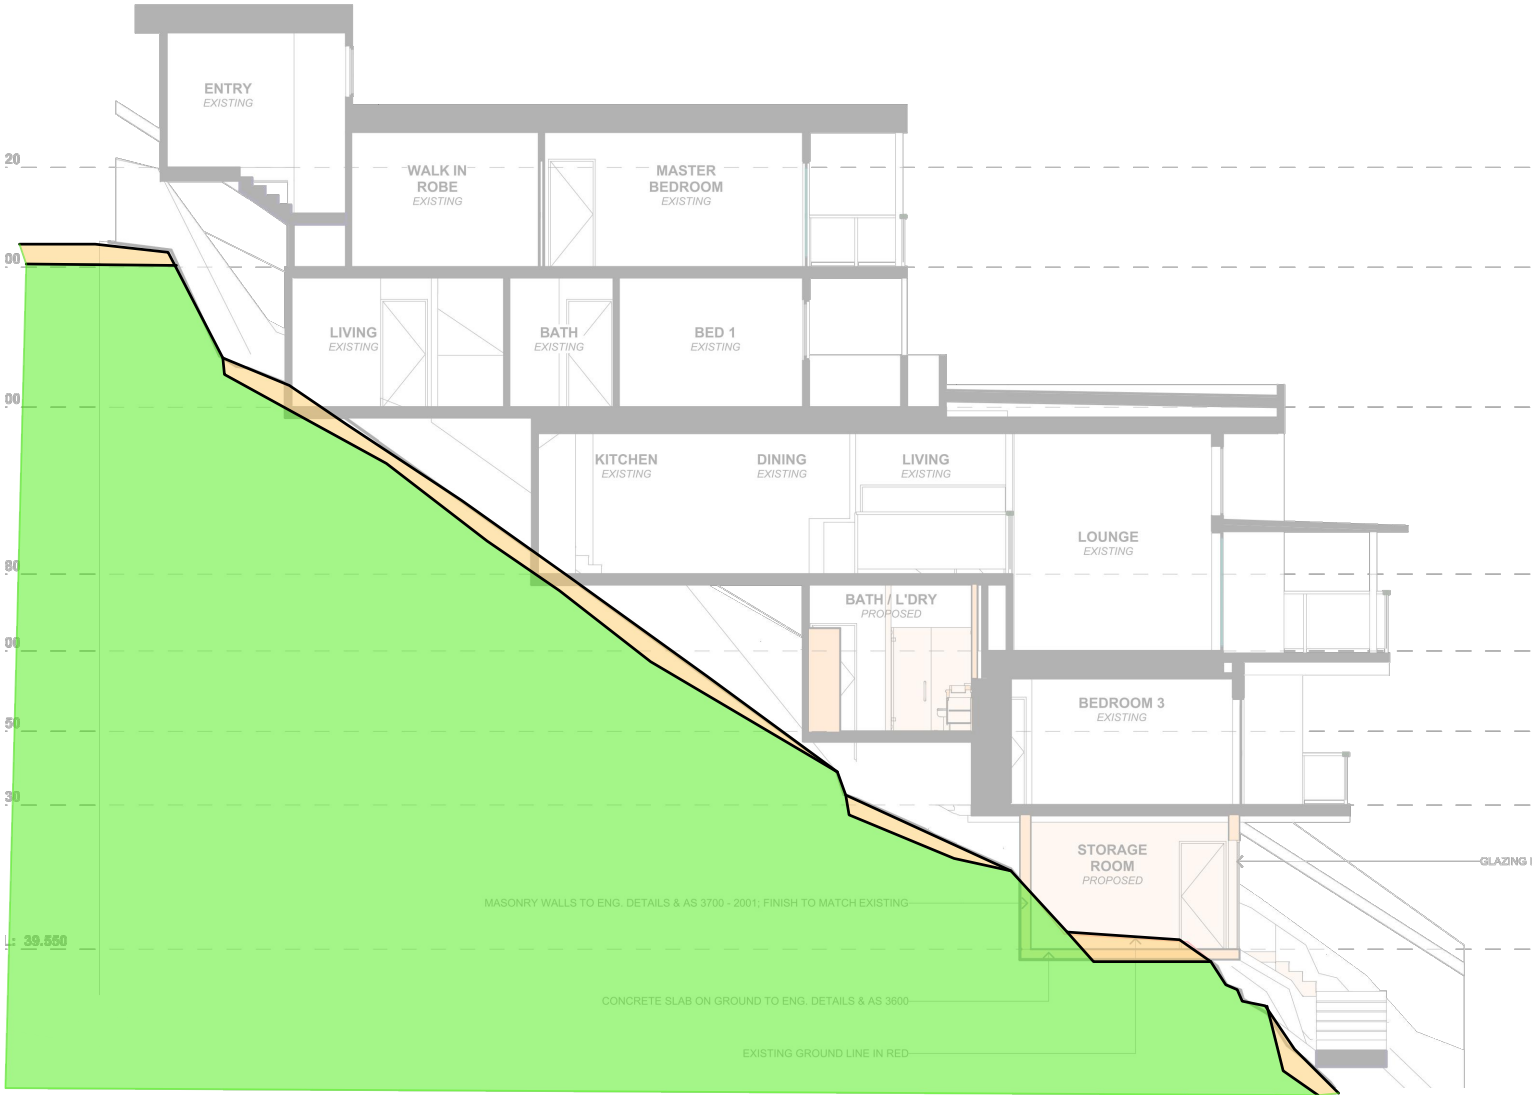 ENTRY
EXISTING
20
WALK IN
ROBE
EXISTING
MASTER
BEDROOM
EXISTING
00
LIVING
EXISTING
BATH
EXISTING
BED 1
EXISTING
00
KITCHEN
EXISTING
DINING
EXISTING
LIVING
EXISTING
LOUNGE
EXISTING
80
BATH / L'DRY
PROPOSED
00
BEDROOM 3
EXISTING
50
30
STORAGE
ROOM
PROPOSED
GLAZING
MASONRY WALLS TO ENG. DETAILS & AS 3700 - 2001; FINISH TO MATCH EXISTING
L: 39.550
CONCRETE SLAB ON GROUND TO ENG. DETAILS & AS 3600
EXISTING GROUND LINE IN RED